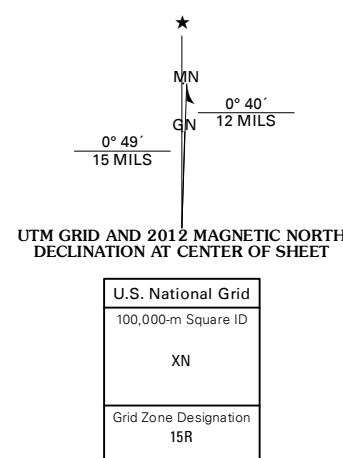 ★
MN
GN
0° 40´
12 MILS
0° 49´
15 MILS
UTM GRID AND 2012 MAGNETIC NORTH
DECLINATION AT CENTER OF SHEET
U.S. National Grid
100,000-m Square ID
XN
Grid Zone Designation
15R